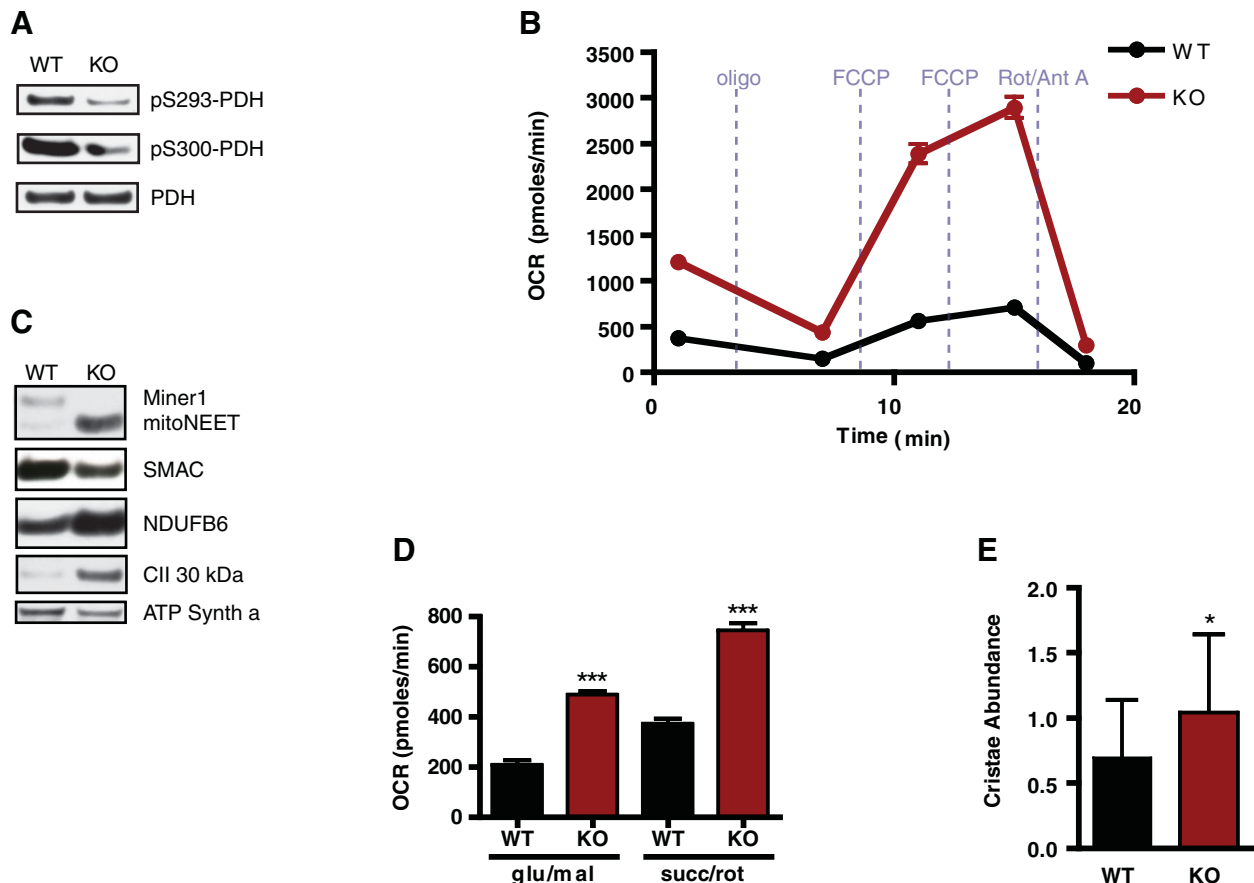 A
WT KO
pS293-PDH
pS300-PDH
PDH
B
3500
3000
2500
2000
1500
1000
500
0
OCR (pmoles/min)
oligo FCCP FCCP Rot/Ant A
WT
KO
0 10 20
Time (min)
C
WT KO
Miner1
mitoNEET
SMAC
NDUFB6
CII 30 kDa
ATP Synth a
D
800
600
400
200
0
OCR (pmoles/min)
***
***
WT KO WT KO
glu/mal succ/rot
E
2.0
1.5
1.0
0.5
0.0
Cristae Abundance
*
WT KO